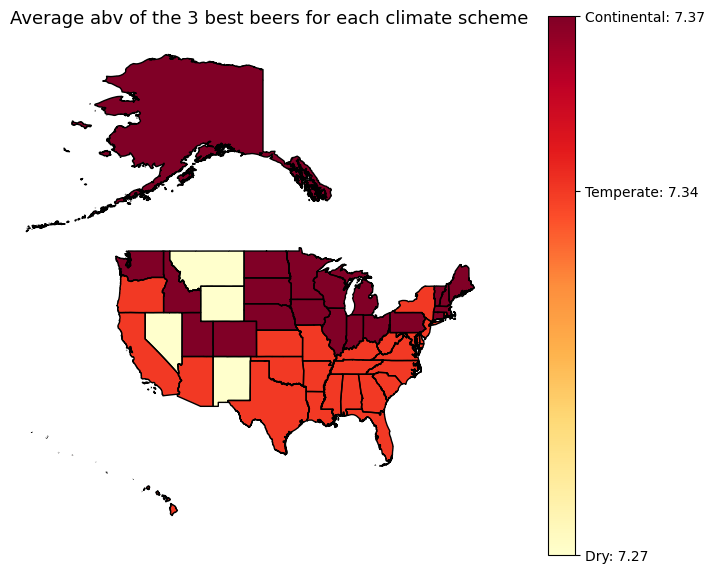 Average abv of the 3 best beers for each climate scheme
Continental: 7.37
Temperate: 7.34
Dry: 7.27